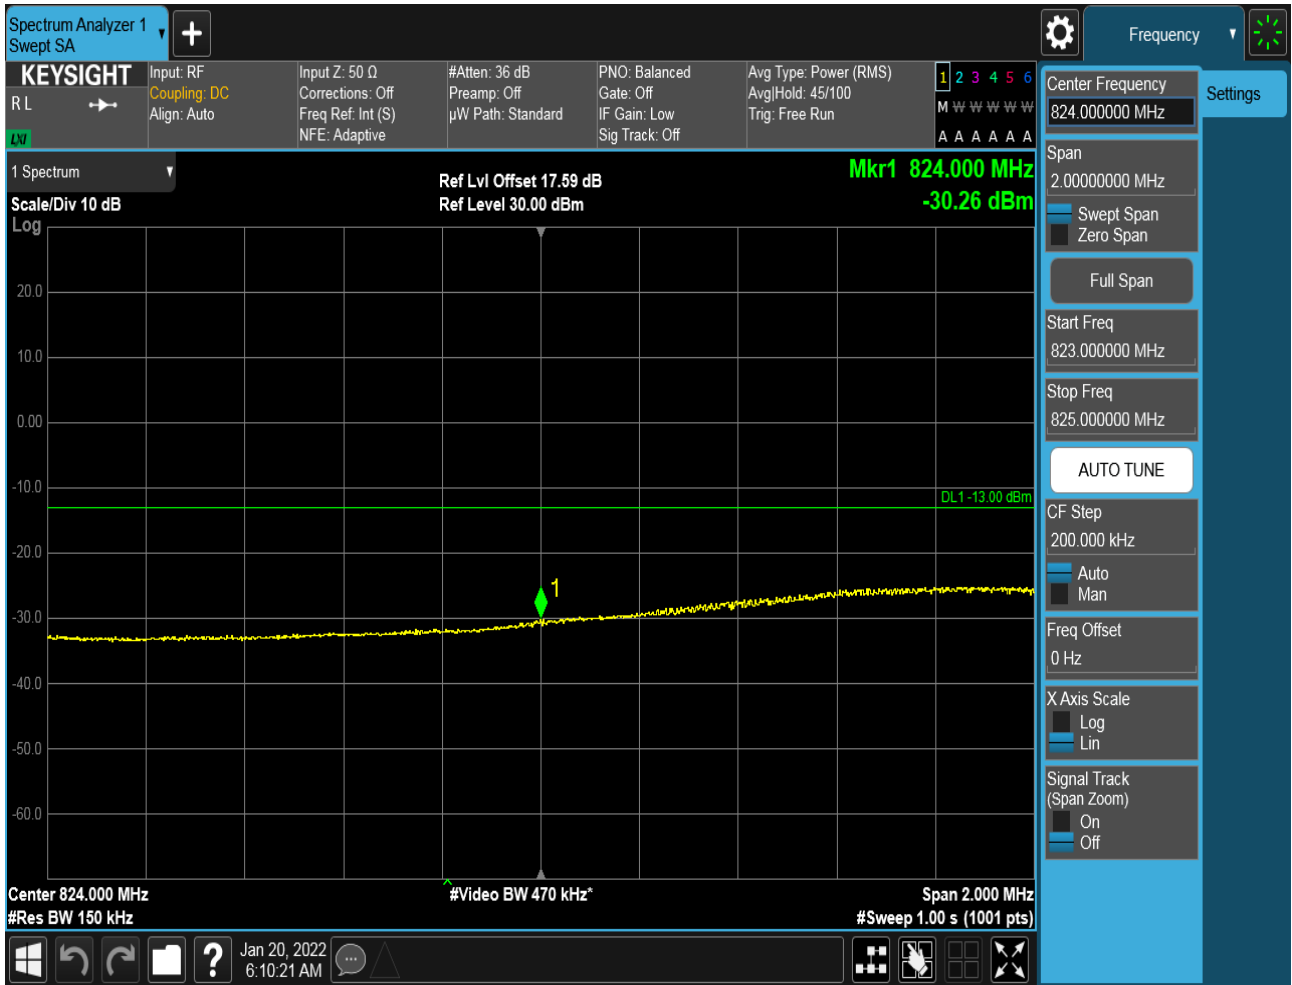 Spectrum Analyzer 1
Swept SA
+
Frequency
KEYSIGHT
R L
LXI
Input: RF
Coupling: DC
Align: Auto
Input Z: 50 Ω
Corrections: Off
Freq Ref: Int (S)
NFE: Adaptive
#Atten: 36 dB
Preamp: Off
µW Path: Standard
PNO: Balanced
Gate: Off
IF Gain: Low
Sig Track: Off
Avg Type: Power (RMS)
Avg|Hold: 45/100
Trig: Free Run
1 2 3 4 5 6
M W W W W W
A A A A A A
1 Spectrum
Scale/Div 10 dB
Log
Ref Lvl Offset 17.59 dB
Ref Level 30.00 dBm
Mkr1 824.000 MHz
-30.26 dBm
20.0
10.0
0.00
-10.0
DL1 -13.00 dBm
-20.0
1
-30.0
-40.0
-50.0
-60.0
Center 824.000 MHz
#Video BW 470 kHz*
Span 2.000 MHz
#Res BW 150 kHz
#Sweep 1.00 s (1001 pts)
?
Jan 20, 2022
6:10:21 AM
Center Frequency
824.000000 MHz
Settings
Span
2.00000000 MHz
Swept Span
Zero Span
Full Span
Start Freq
823.000000 MHz
Stop Freq
825.000000 MHz
AUTO TUNE
CF Step
200.000 kHz
Auto
Man
Freq Offset
0 Hz
X Axis Scale
Log
Lin
Signal Track
(Span Zoom)
On
Off